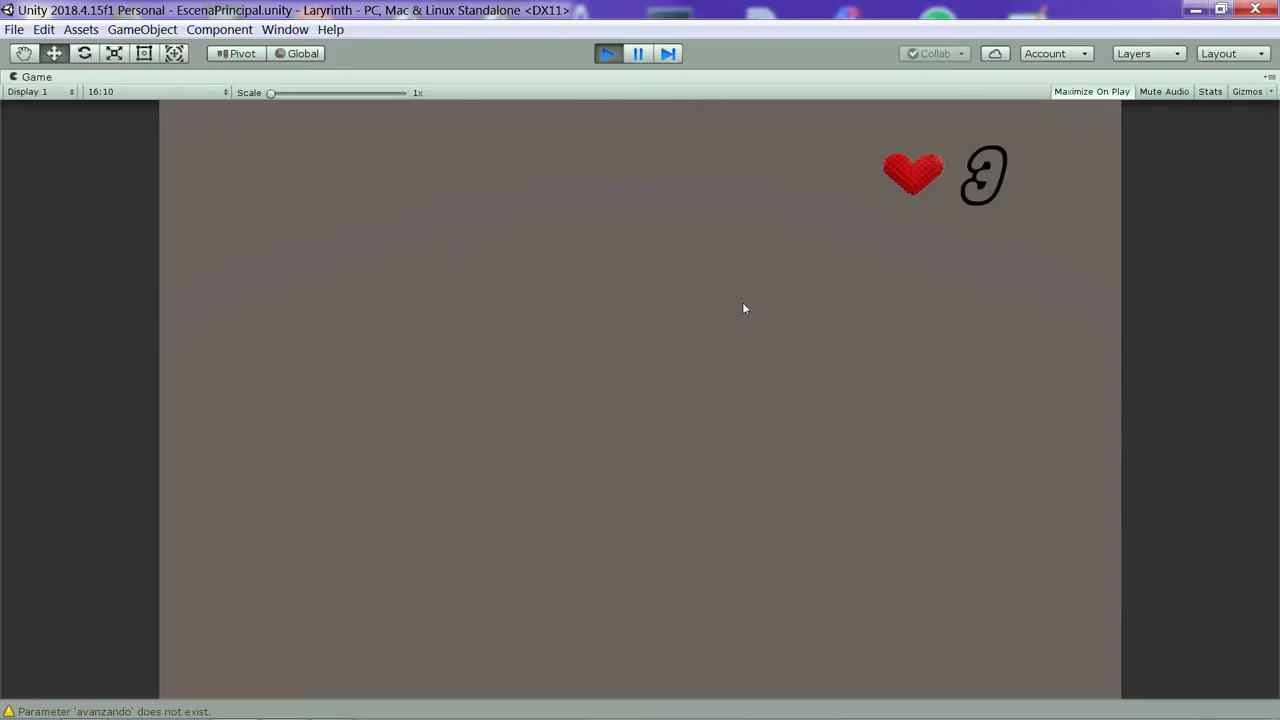 Unity 2018.4.15f1 Personal - EscenaPrincipal.unity - Laryrinth - PC, Mac & Linux Standalone <DX11>
File Edit Assets GameObject Component Window Help
Pivot Global Collab Account Layers Layout
Game
Display 1 16:10 Scale 1x Maximize On Play Mute Audio Stats Gizmos
3
Parameter 'avanzando' does not exist.